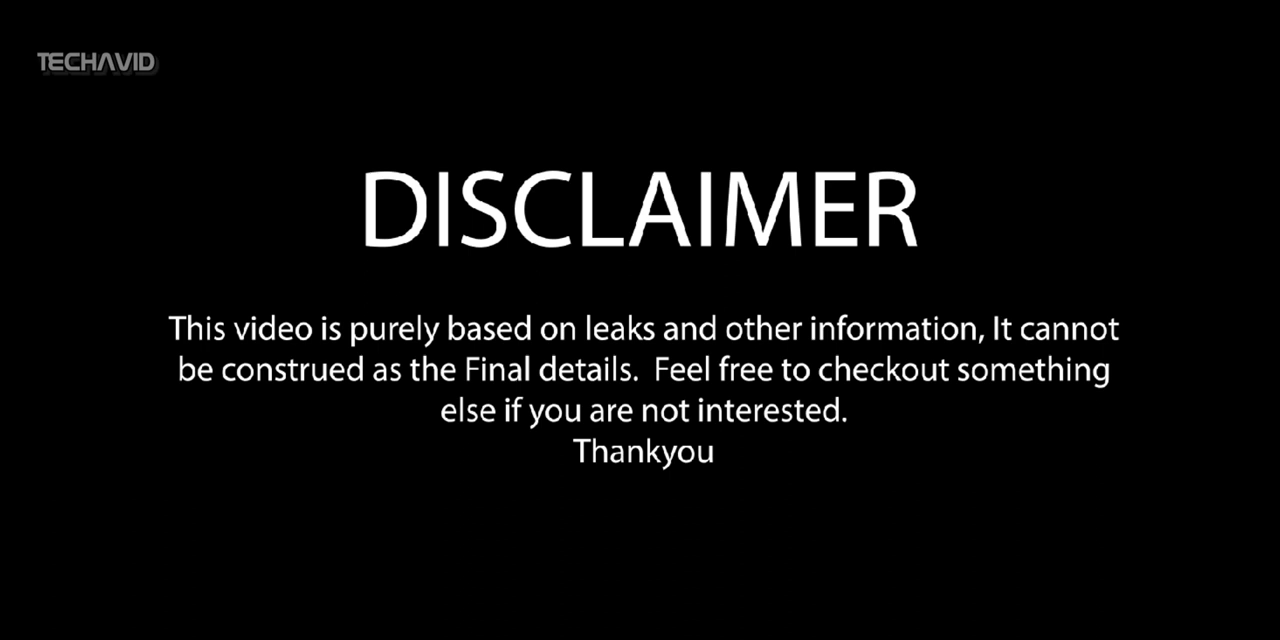 TECHAVID
DISCLAIMER
This video is purely based on leaks and other information, It cannot
be construed as the Final details.  Feel free to checkout something
else if you are not interested.
Thankyou